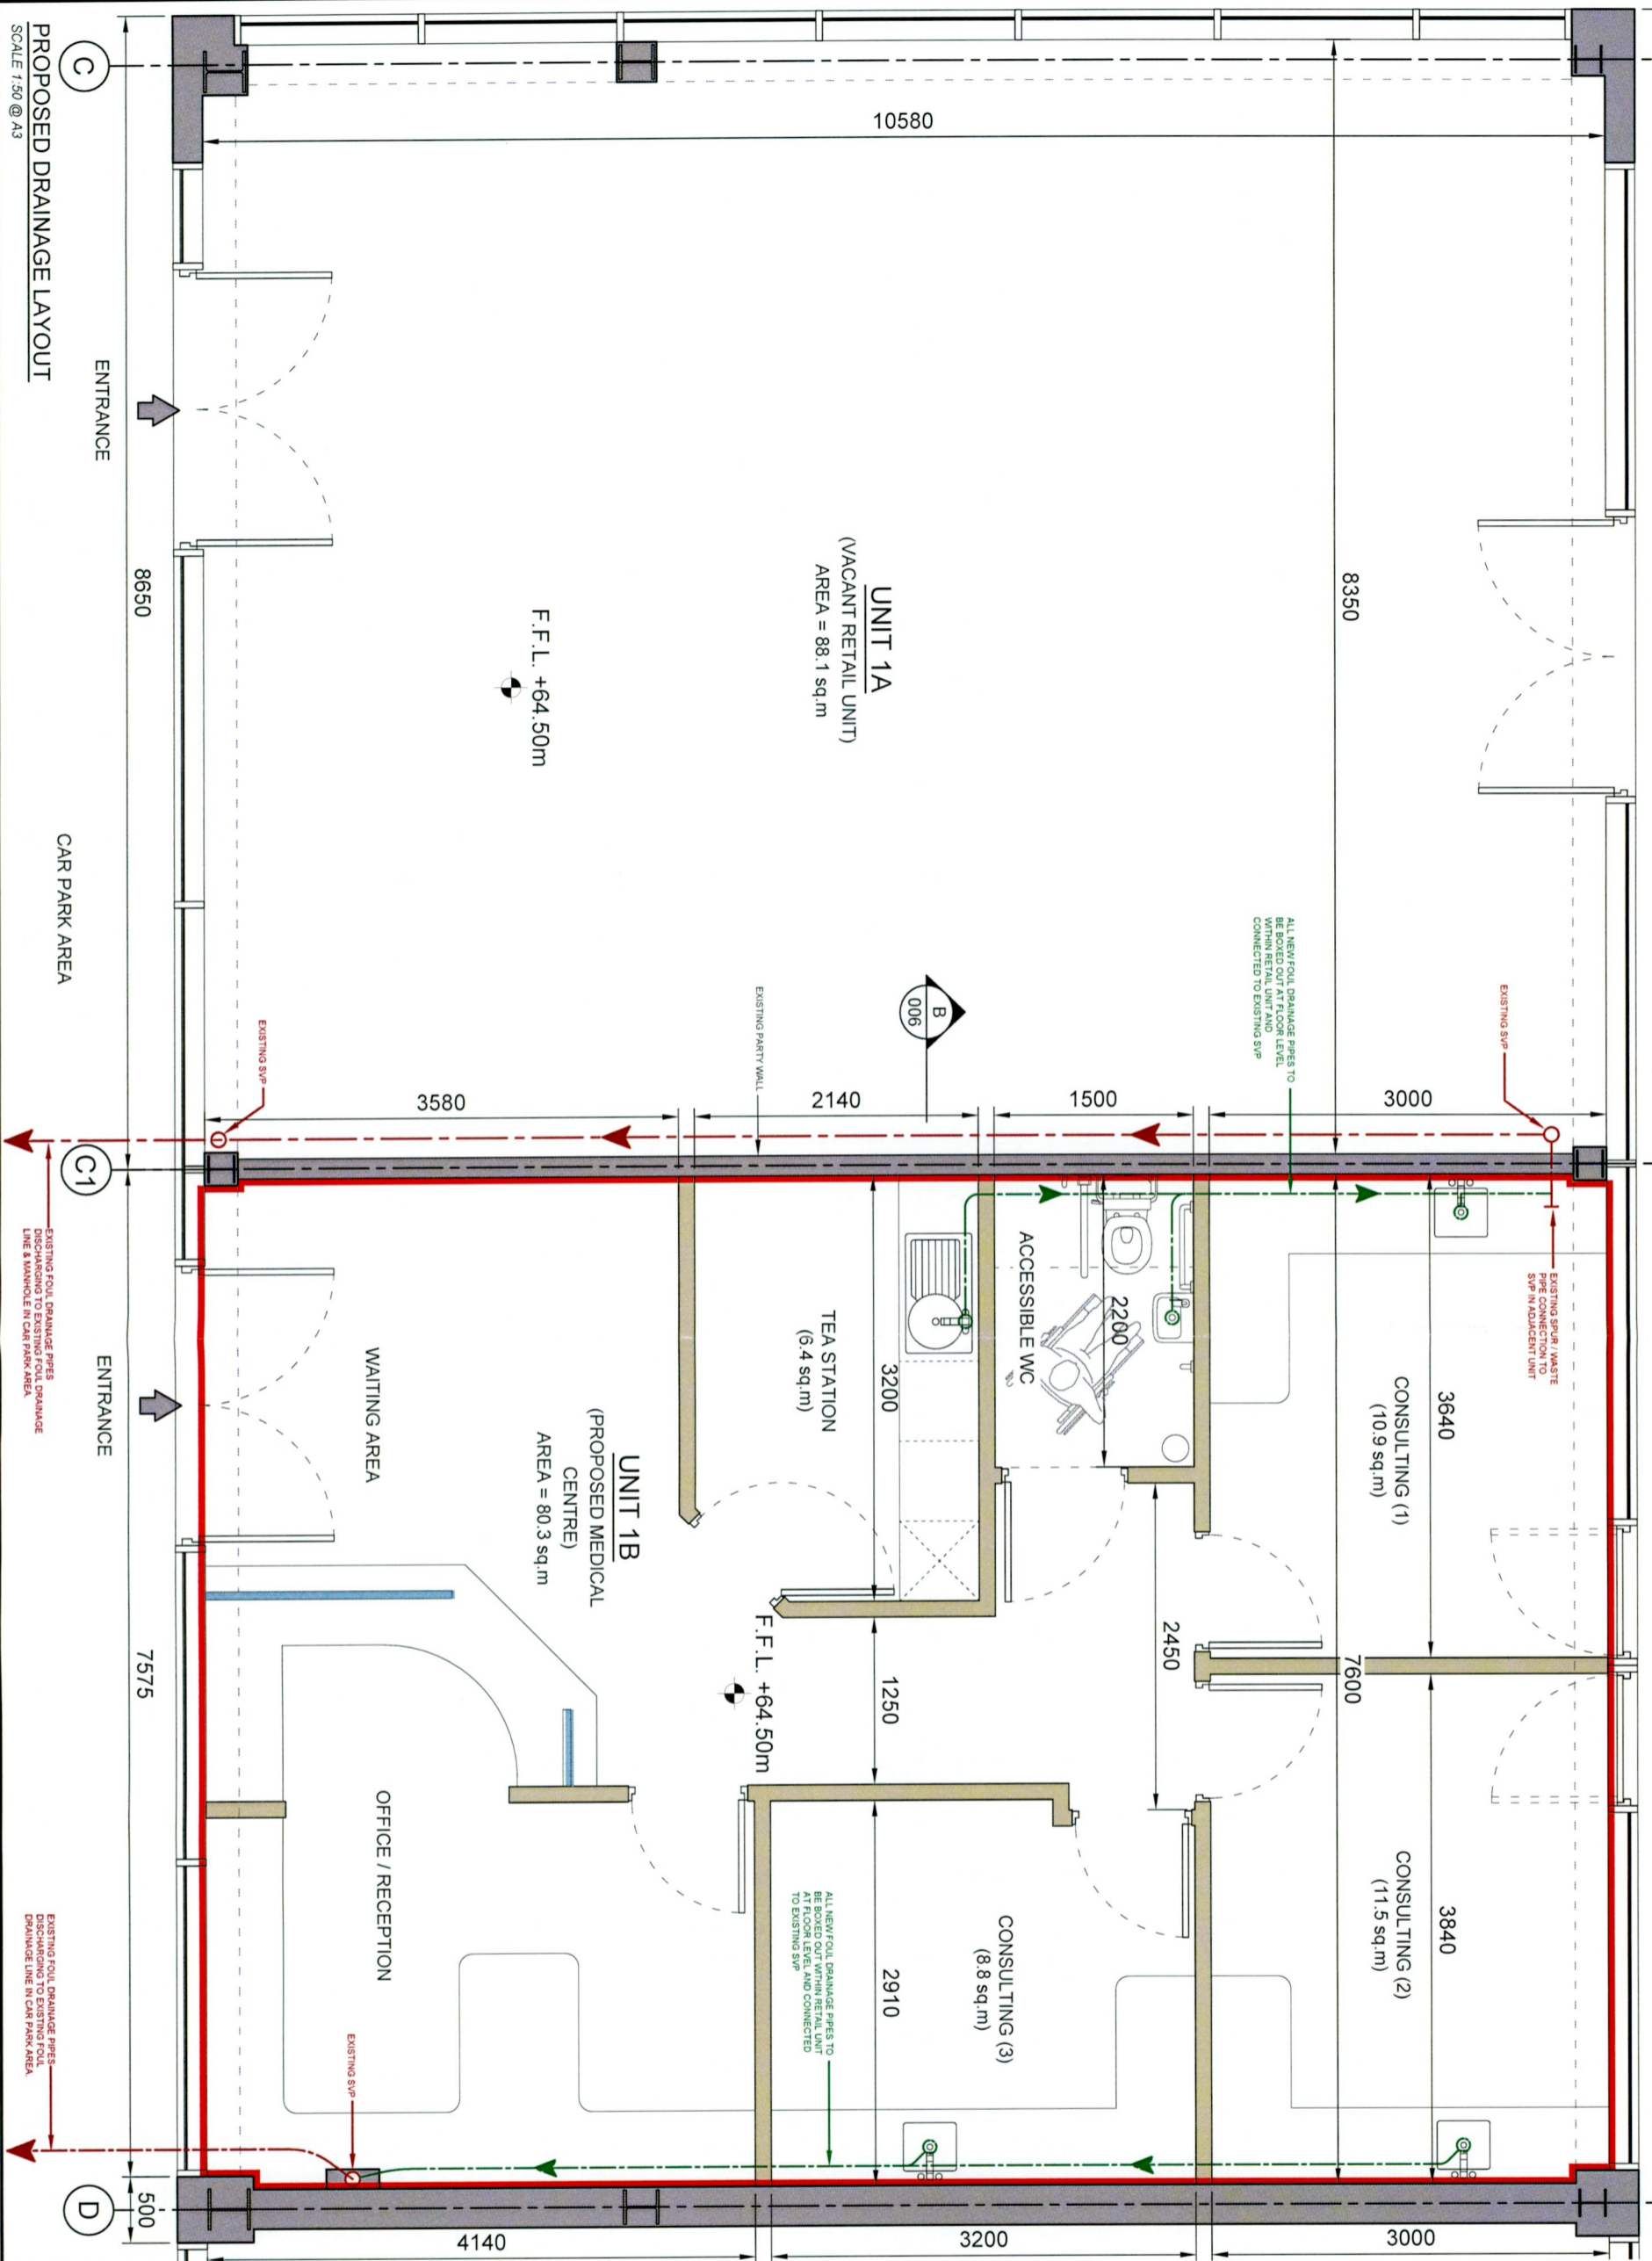 PROPOSED DRAINAGE LAYOUT
SCALE 1:50 @ A3
C
10580
8350
8650
ENTRANCE
UNIT 1A
(VACANT RETAIL UNIT)
AREA = 88.1 sq.m
F.F.L. +64.50m
CAR PARK AREA
ALL NEW FOUL DRAINAGE PIPES TO
BE BOXED OUT AT FLOOR LEVEL
WITHIN RETAIL UNIT AND
CONNECTED TO EXISTING SVP
EXISTING SVP
B
006
EXISTING PARTY WALL
EXISTING SVP
3580
2140
1500
3000
C1
EXISTING FOUL DRAINAGE PIPES
DISCHARGING TO EXISTING FOUL DRAINAGE
LINE & MANHOLE IN CAR PARK AREA.
EXISTING SPUR / WASTE
PIPE CONNECTION TO
SVP IN ADJACENT UNIT
CONSULTING (1)
(10.9 sq.m)
3640
ACCESSIBLE WC
2200
TEA STATION
(6.4 sq.m)
3200
WAITING AREA
ENTRANCE
UNIT 1B
(PROPOSED MEDICAL
CENTRE)
AREA = 80.3 sq.m
F.F.L. +64.50m
2450
7600
1250
7575
OFFICE / RECEPTION
CONSULTING (2)
(11.5 sq.m)
3840
CONSULTING (3)
(8.8 sq.m)
2910
ALL NEW FOUL DRAINAGE PIPES TO
BE BOXED OUT WITHIN RETAIL UNIT
AT FLOOR LEVEL AND CONNECTED
TO EXISTING SVP
EXISTING SVP
EXISTING FOUL DRAINAGE PIPES
DISCHARGING TO EXISTING FOUL
DRAINAGE LINE IN CAR PARK AREA.
D
500
4140
3200
3000